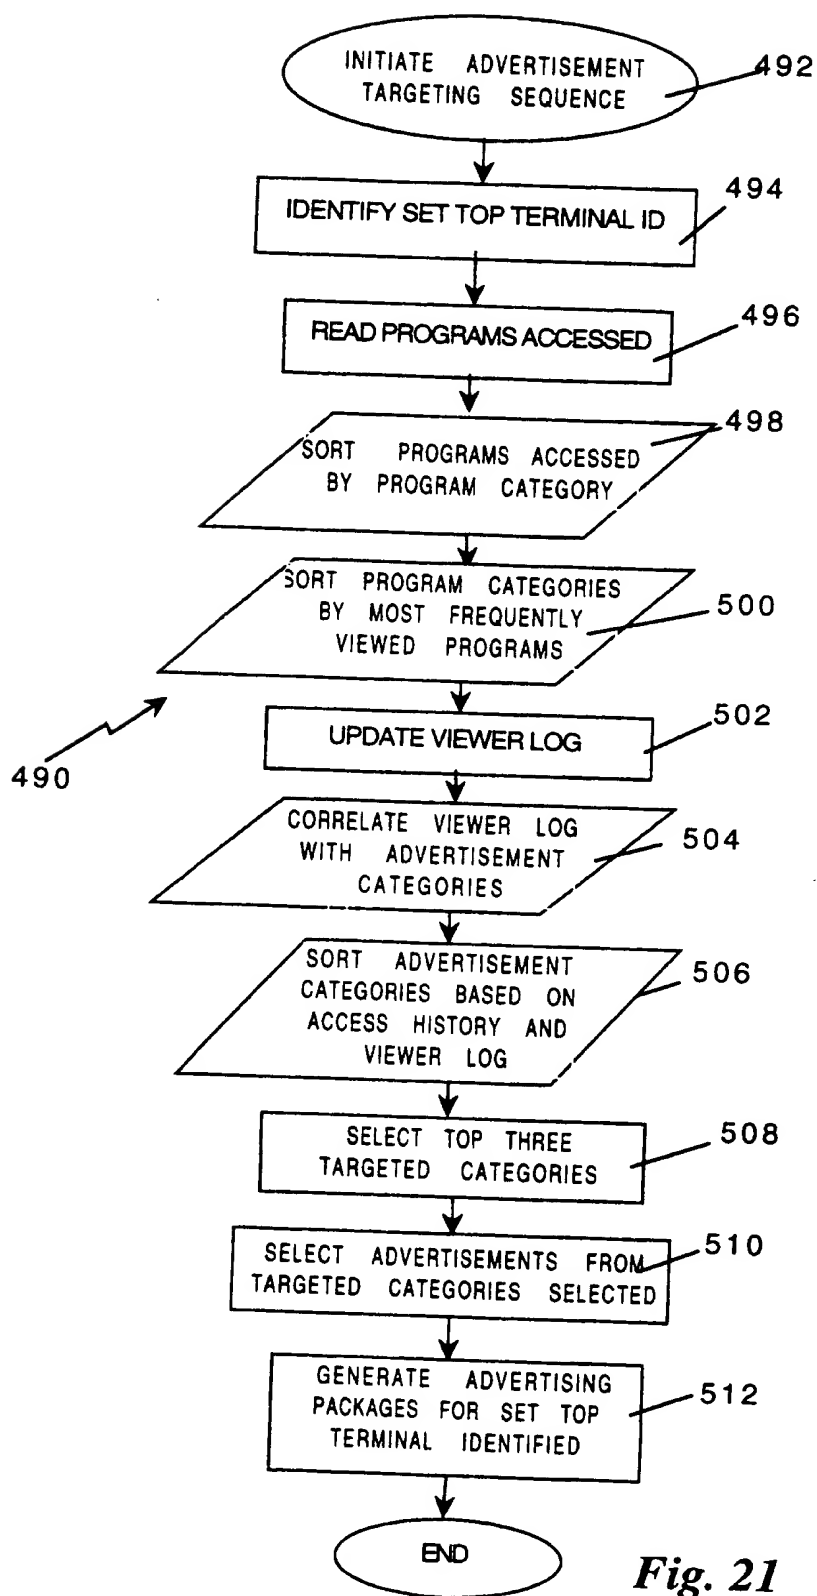 INITIATE ADVERTISEMENT
TARGETING SEQUENCE
492
IDENTIFY SET TOP TERMINAL ID
494
READ PROGRAMS ACCESSED
496
SORT PROGRAMS ACCESSED
BY PROGRAM CATEGORY
498
SORT PROGRAM CATEGORIES
BY MOST FREQUENTLY
VIEWED PROGRAMS
500
UPDATE VIEWER LOG
502
490
CORRELATE VIEWER LOG
WITH ADVERTISEMENT
CATEGORIES
504
SORT ADVERTISEMENT
CATEGORIES BASED ON
ACCESS HISTORY AND
VIEWER LOG
506
SELECT TOP THREE
TARGETED CATEGORIES
508
SELECT ADVERTISEMENTS FROM
TARGETED CATEGORIES SELECTED
510
GENERATE ADVERTISING
PACKAGES FOR SET TOP
TERMINAL IDENTIFIED
512
END
Fig. 21